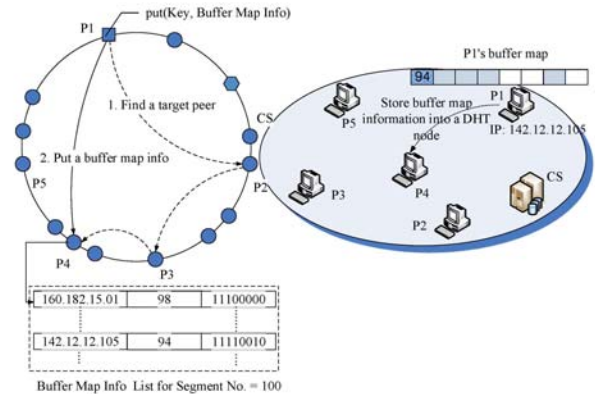 put(Key, Buffer Map Info)
P1
1. Find a target peer
CS
2. Put a buffer map info
P5
P2
P4
P3
160.182.15.01 98 11100000
142.12.12.105 94 11110010
Buffer Map Info List for Segment No. = 100
P1's buffer map
94
P1
Store buffer map
information into a DHT
node
IP: 142.12.12.105
P5
P4
CS
P3
P2